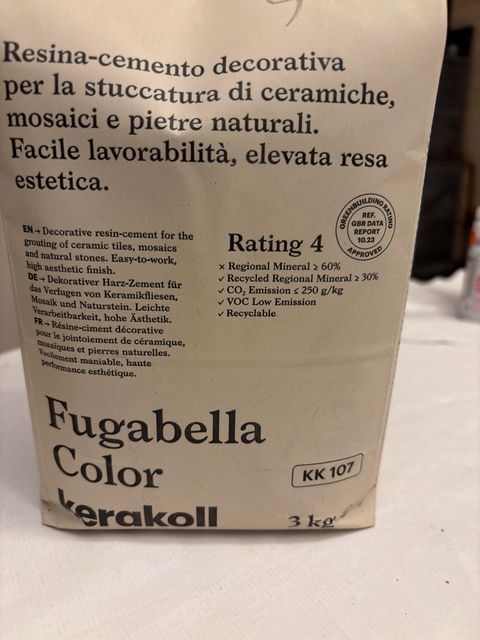 Resina-cemento decorativa
per la stuccatura di ceramiche,
mosaici e pietre naturali.
Facile lavorabilità, elevata resa
estetica.
EN → Decorative resin-cement for the
grouting of ceramic tiles, mosaics
and natural stones. Easy-to-work,
high aesthetic finish.
DE → Dekorativer Harz-Zement für
das Verfugen von Keramikfliesen,
Mosaik und Naturstein. Leichte
Verarbeitbarkeit, hohe Ästhetik.
FR → Résine-ciment décorative
pour le jointoiement de céramique,
mosaïques et pierres naturelles.
Facilement maniable, haute
performance esthétique.
GREENBUILDING RATING
REF.
GBR DATA
REPORT
10.23
APPROVED
Rating 4
× Regional Mineral ≥ 60%
✓ Recycled Regional Mineral ≥ 30%
✓ CO₂ Emission ≤ 250 g/kg
✓ VOC Low Emission
✓ Recyclable
Fugabella
Color
KK 107
kerakoll
3 kg